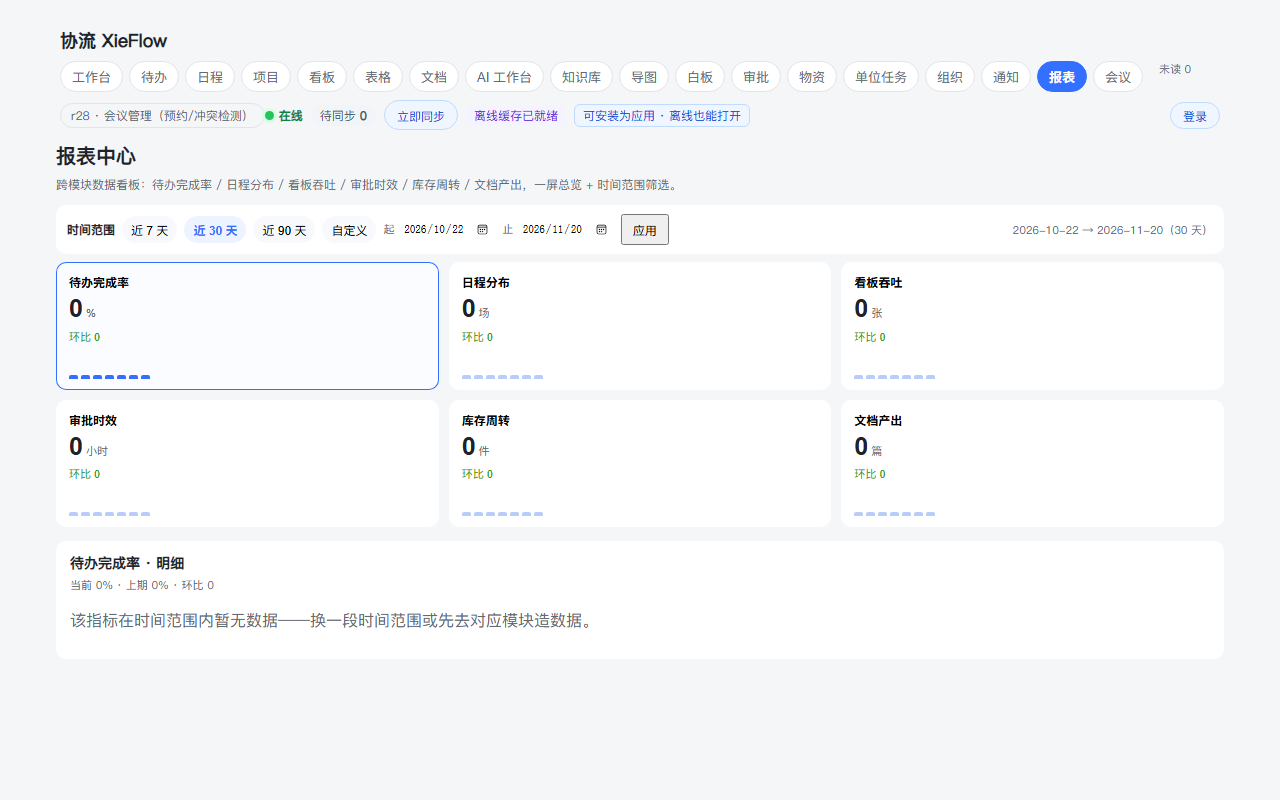 协流 XieFlow
工作台 待办 日程 项目 看板 表格 文档 AI 工作台 知识库 导图 白板 审批 物资 单位任务 组织 通知 报表 会议 未读 0
r28 · 会议管理（预约/冲突检测） 在线 待同步 0 立即同步 离线缓存已就绪 可安装为应用 · 离线也能打开 登录
报表中心
跨模块数据看板：待办完成率 / 日程分布 / 看板吞吐 / 审批时效 / 库存周转 / 文档产出，一屏总览 + 时间范围筛选。
时间范围 近 7 天 近 30 天 近 90 天 自定义 起 2026/10/22 止 2026/11/20 应用 2026-10-22 → 2026-11-20（30 天）
待办完成率 日程分布 看板吞吐
0 % 0 场 0 张
环比 0 环比 0 环比 0
审批时效 库存周转 文档产出
0 小时 0 件 0 篇
环比 0 环比 0 环比 0
待办完成率 · 明细
当前 0% · 上期 0% · 环比 0
该指标在时间范围内暂无数据——换一段时间范围或先去对应模块造数据。